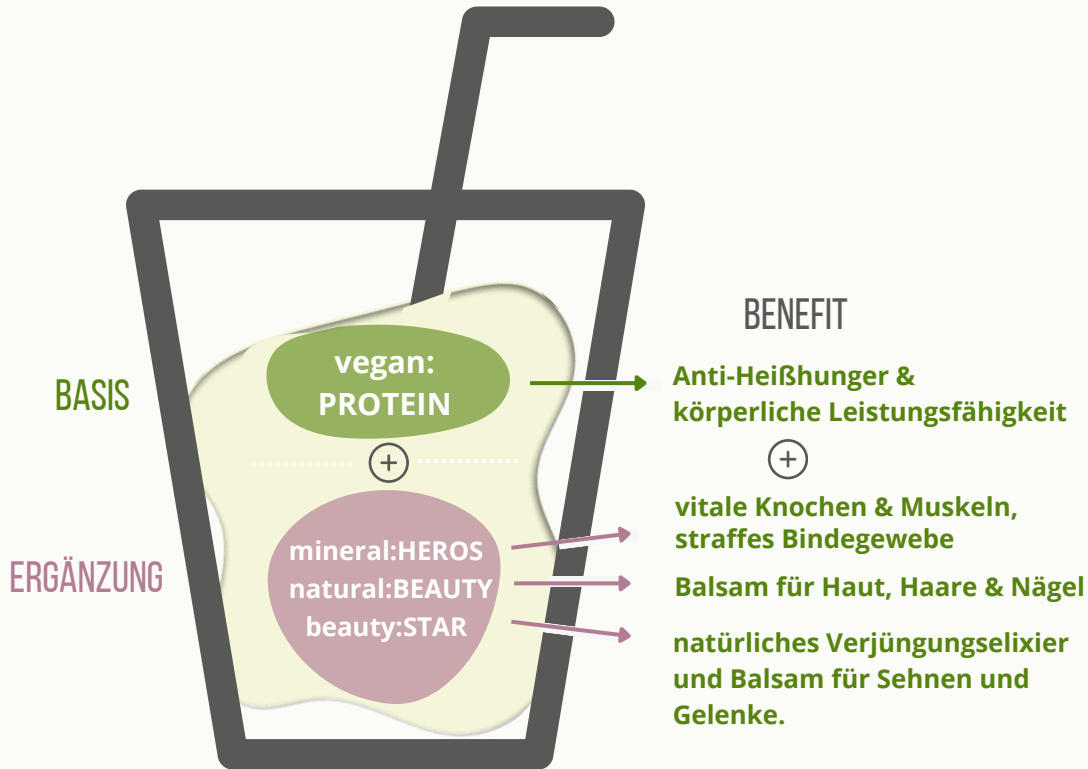 BENEFIT
BASIS
vegan:
PROTEIN
Anti-Heißhunger &
körperliche Leistungsfähigkeit
+
+
ERGÄNZUNG
mineral:HEROS
natural:BEAUTY
beauty:STAR
vitale Knochen & Muskeln,
straffes Bindegewebe
Balsam für Haut, Haare & Nägel
natürliches Verjüngungselixier
und Balsam für Sehnen und
Gelenke.